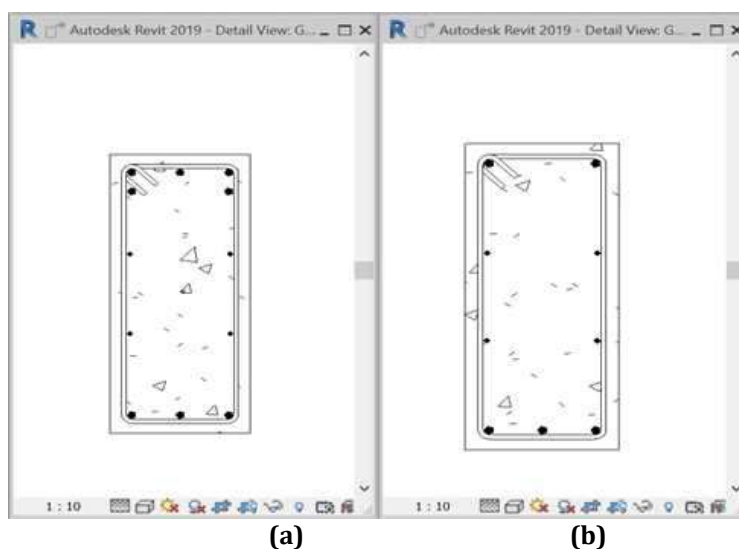 Autodesk Revit 2019 - Detail View: G...
Autodesk Revit 2019 - Detail View: G...
1 : 10
1 : 10
(a)
(b)